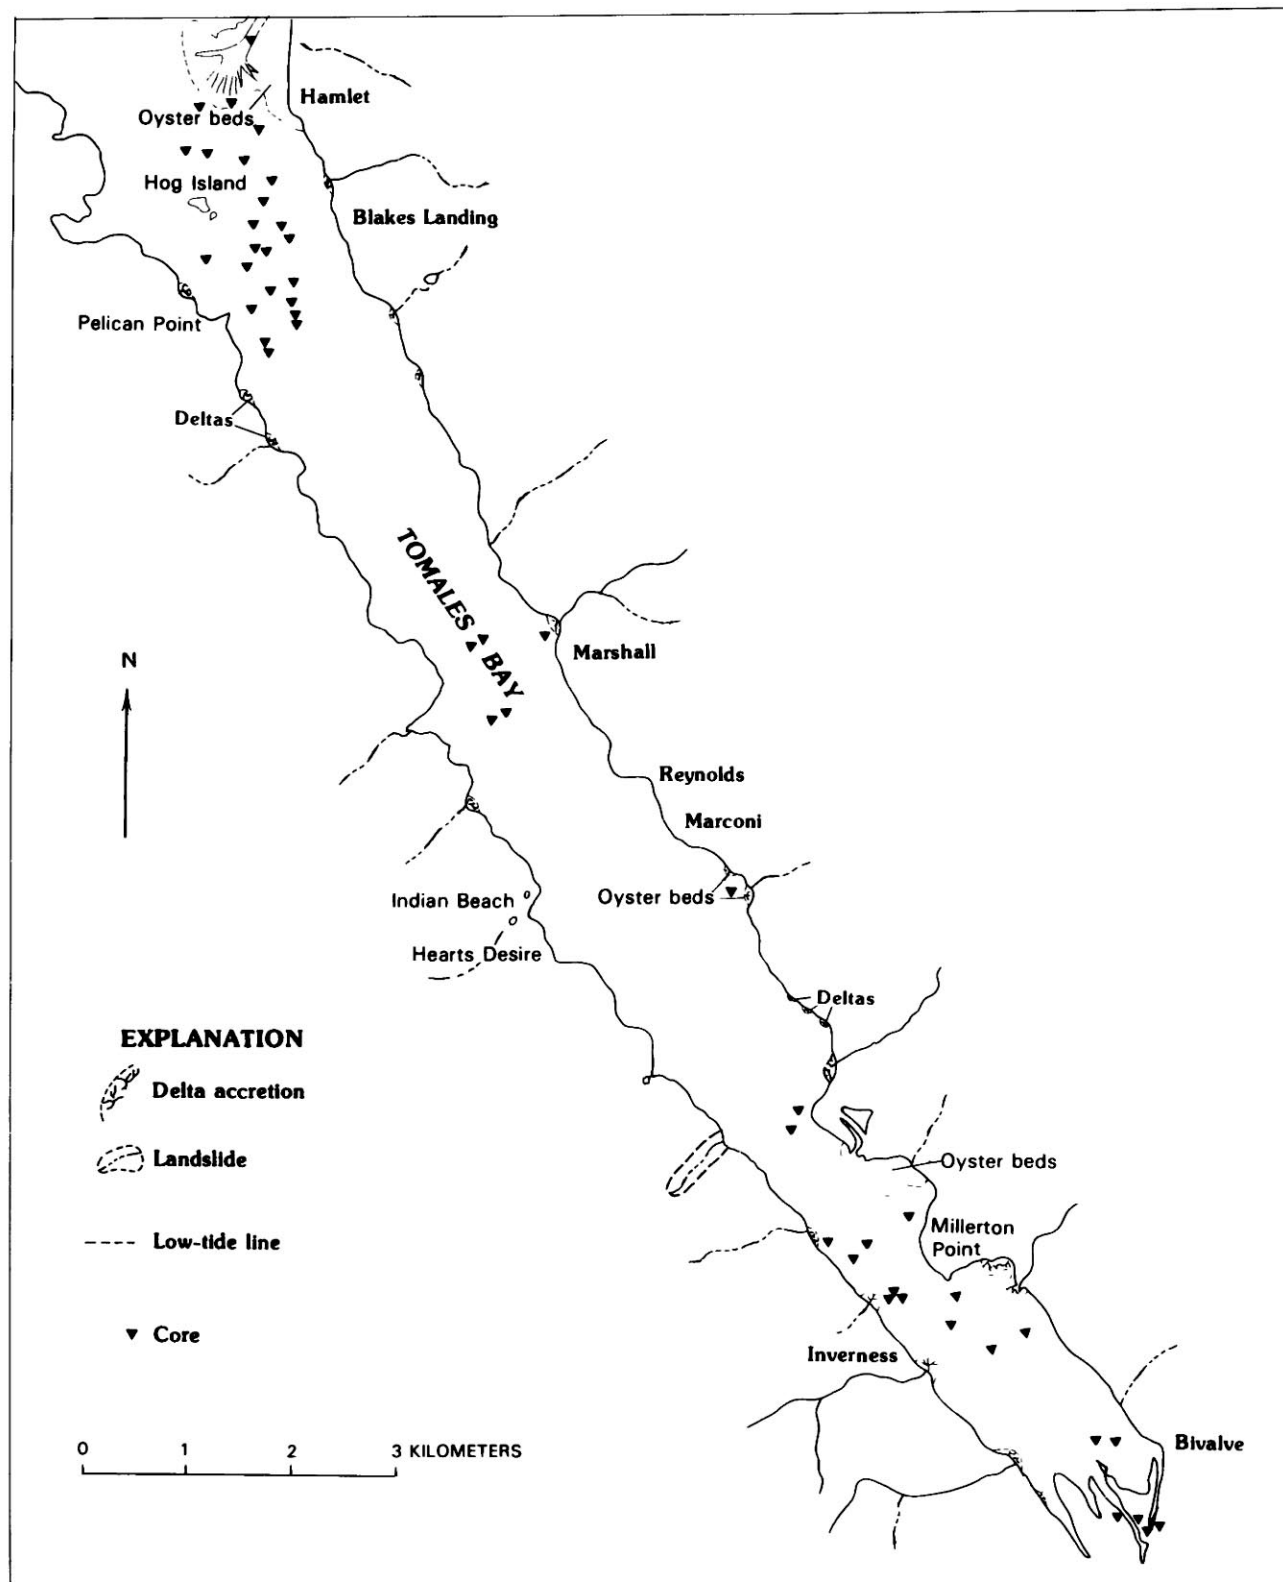 Hamlet
Oyster beds
Hog Island
Blakes Landing
Pelican Point
Deltas
TOMALES BAY
N
Marshall
Reynolds
Marconi
Oyster beds
Indian Beach
Hearts Desire
Deltas
EXPLANATION
Delta accretion
Landslide
Oyster beds
Low-tide line
Millerton
Point
Core
Inverness
0 1 2 3 KILOMETERS
Bivalve